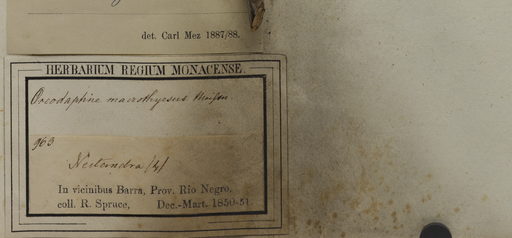 det. Carl Mez 1887/88.
HERBARIUM REGIUM MONACENSE.
Oreodaphne macrothyrsus Meissn.
963
Nectandra (4)
In vicinibus Barra, Prov. Rio Negro.
coll. R. Spruce, Dec.-Mart. 1850-51.